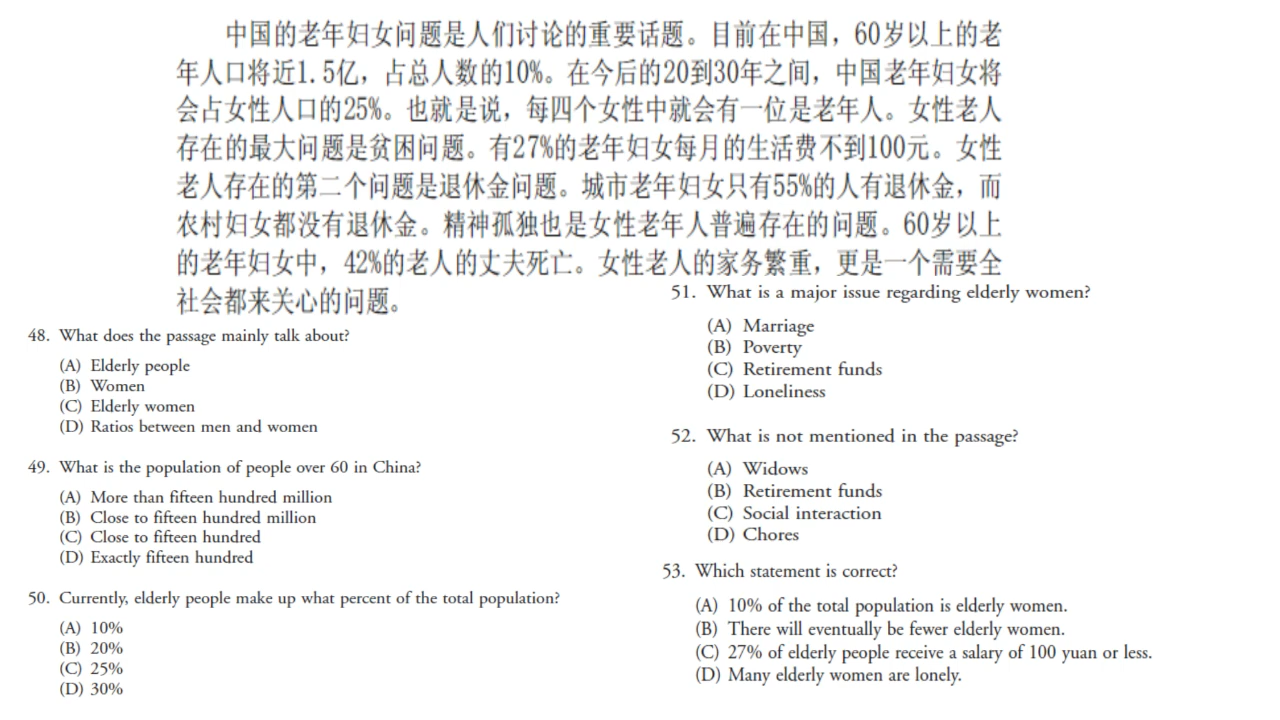 中国的老年妇女问题是人们讨论的重要话题。目前在中国，60岁以上的老
年人口将近1.5亿，占总人数的10%。在今后的20到30年之间，中国老年妇女将
会占女性人口的25%。也就是说，每四个女性中就会有一位是老年人。女性老人
存在的最大问题是贫困问题。有27%的老年妇女每月的生活费不到100元。女性
老人存在的第二个问题是退休金问题。城市老年妇女只有55%的人有退休金，而
农村妇女都没有退休金。精神孤独也是女性老年人普遍存在的问题。60岁以上
的老年妇女中，42%的老人的丈夫死亡。女性老人的家务繁重，更是一个需要全
社会都来关心的问题。
48. What does the passage mainly talk about?
(A) Elderly people
(B) Women
(C) Elderly women
(D) Ratios between men and women
49. What is the population of people over 60 in China?
(A) More than fifteen hundred million
(B) Close to fifteen hundred million
(C) Close to fifteen hundred
(D) Exactly fifteen hundred
50. Currently, elderly people make up what percent of the total population?
(A) 10%
(B) 20%
(C) 25%
(D) 30%
51. What is a major issue regarding elderly women?
(A) Marriage
(B) Poverty
(C) Retirement funds
(D) Loneliness
52. What is not mentioned in the passage?
(A) Widows
(B) Retirement funds
(C) Social interaction
(D) Chores
53. Which statement is correct?
(A) 10% of the total population is elderly women.
(B) There will eventually be fewer elderly women.
(C) 27% of elderly people receive a salary of 100 yuan or less.
(D) Many elderly women are lonely.